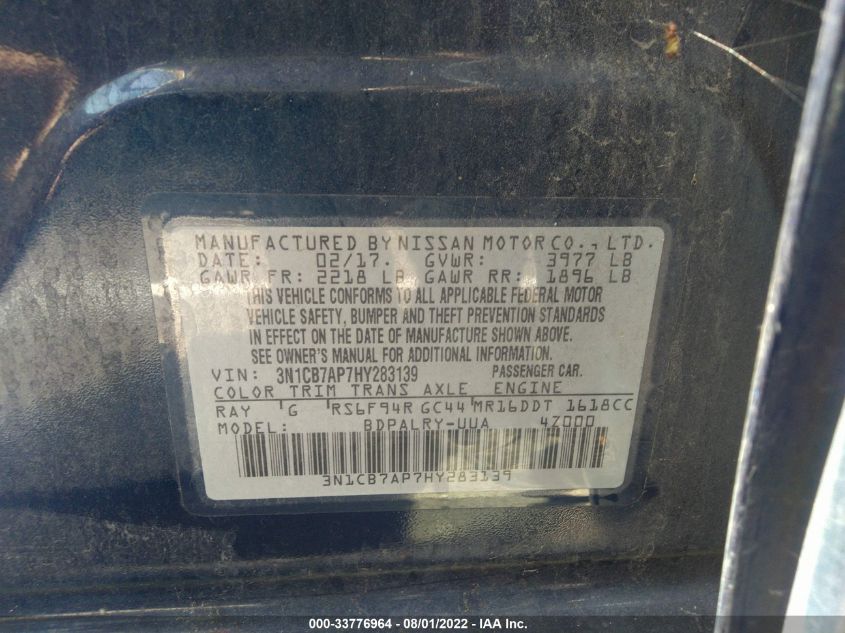 MANUFACTURED BY NISSAN MOTOR CO., LTD.
DATE: 02/17. GVWR: 3977 LB
GAWR FR: 2218 LB GAWR RR: 1896 LB
THIS VEHICLE CONFORMS TO ALL APPLICABLE FEDERAL MOTOR
VEHICLE SAFETY, BUMPER AND THEFT PREVENTION STANDARDS
IN EFFECT ON THE DATE OF MANUFACTURE SHOWN ABOVE.
SEE OWNER'S MANUAL FOR ADDITIONAL INFORMATION.
VIN: 3N1CB7AP7HY283139 PASSENGER CAR.
COLOR TRIM TRANS AXLE ENGINE
RAY G RS6F94R GC44 MR16DDT 1618CC
MODEL: BDPALRY-UUA 4Z000
3N1CB7AP7HY283139
000-33776964 - 08/01/2022 - IAA Inc.